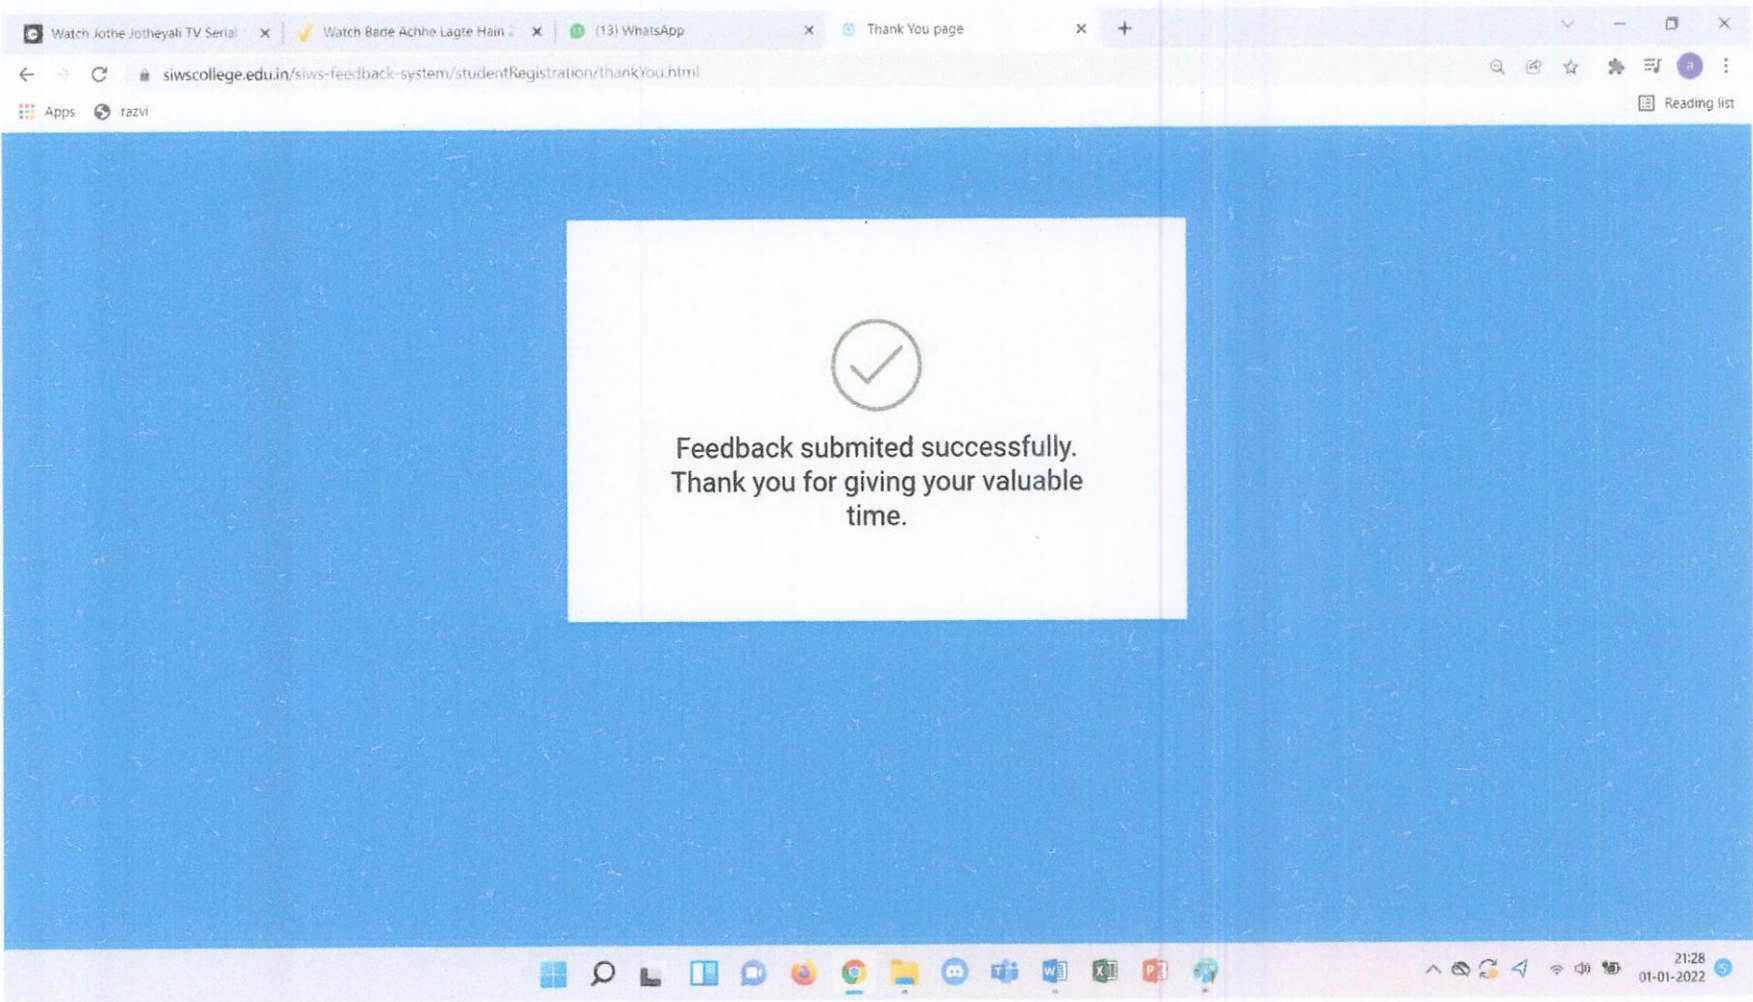 Watch Jothe Jotheyali TV Serial
Watch Bade Achhe Lagte Hain 2
(13) WhatsApp
Thank You page
siwscollege.edu.in/siws-feedback-system/studentRegistration/thankYou.html
a
Apps
razvi
Reading list
Feedback submited successfully.
Thank you for giving your valuable
time.
21:28
01-01-2022
5